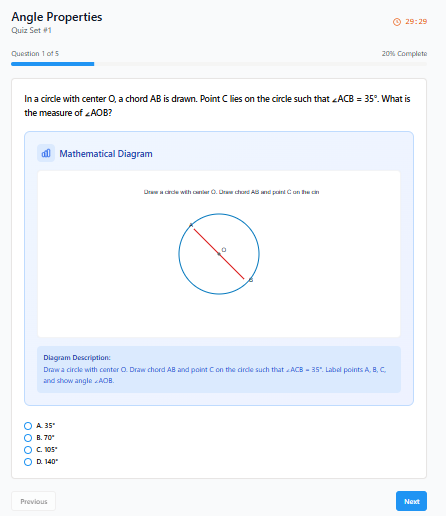 Angle Properties
Quiz Set #1
29:29
Question 1 of 5
20% Complete
In a circle with center O, a chord AB is drawn. Point C lies on the circle such that ∠ACB = 35°. What is
the measure of ∠AOB?
Mathematical Diagram
Draw a circle with center O. Draw chord AB and point C on the cin
A
O
B
Diagram Description:
Draw a circle with center O. Draw chord AB and point C on the circle such that ∠ACB = 35°. Label points A, B, C,
and show angle ∠AOB.
A. 35°
B. 70°
C. 105°
D. 140°
Previous
Next